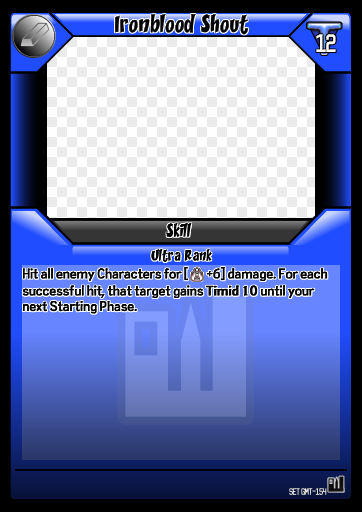 Ironblood Shout
12
Skill
Ultra Rank
Hit all enemy Characters for [ +6] damage. For each
successful hit, that target gains Timid 10 until your
next Starting Phase.
SET GMT-154